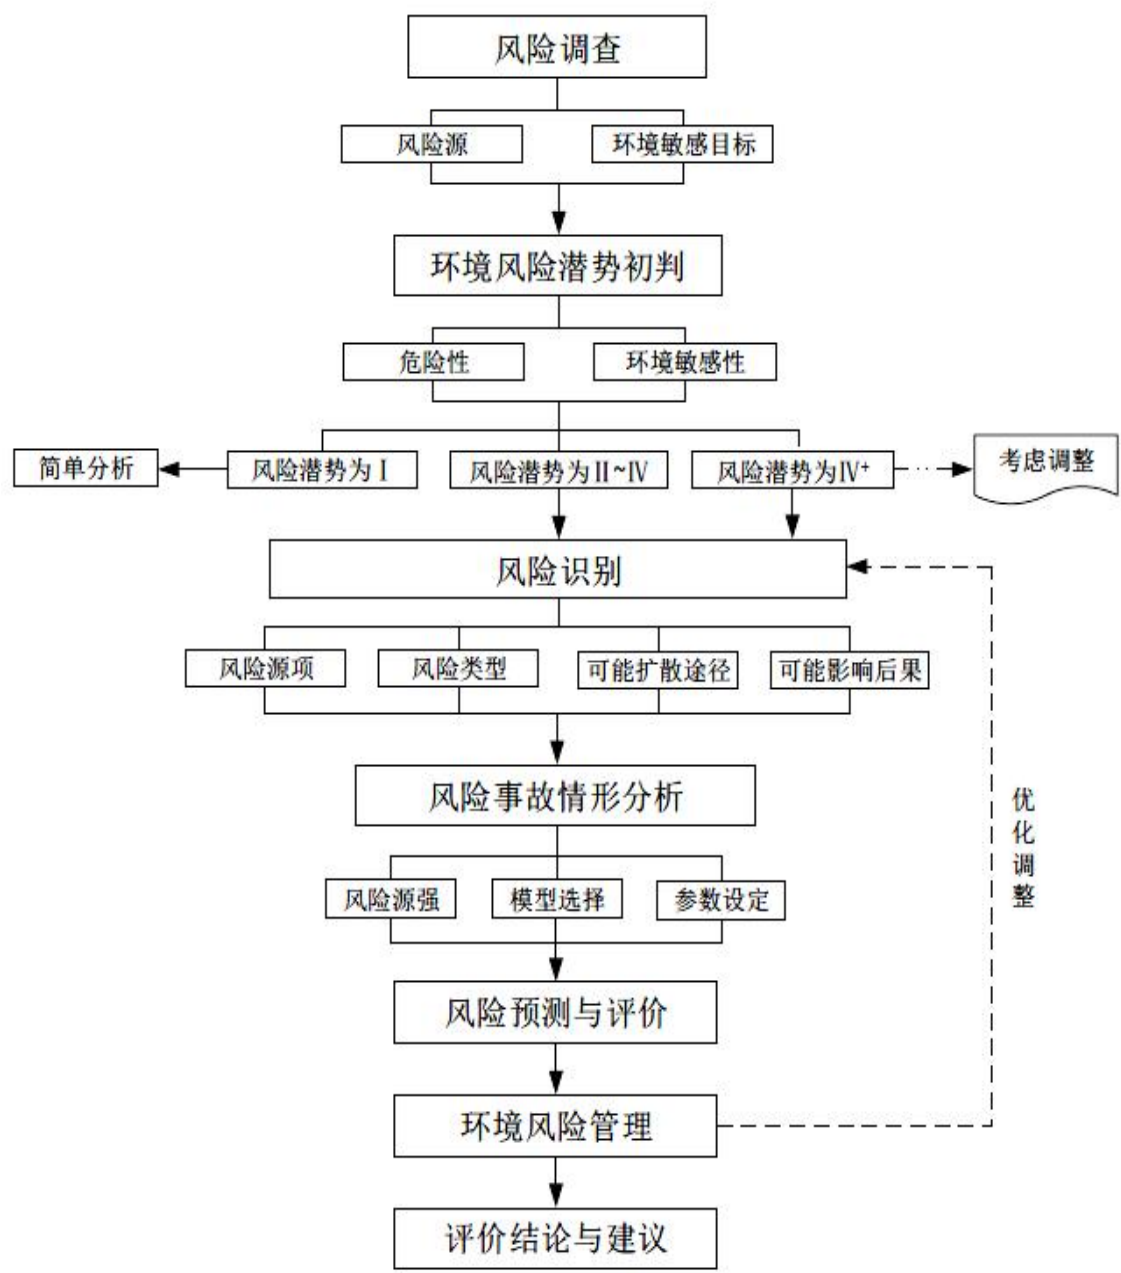 风险调查
风险源
环境敏感目标
环境风险潜势初判
危险性
环境敏感性
简单分析
风险潜势为Ⅰ
风险潜势为Ⅱ~Ⅳ
风险潜势为Ⅳ⁺
考虑调整
风险识别
风险源项
风险类型
可能扩散途径
可能影响后果
风险事故情形分析
优化调整
风险源强
模型选择
参数设定
风险预测与评价
环境风险管理
评价结论与建议